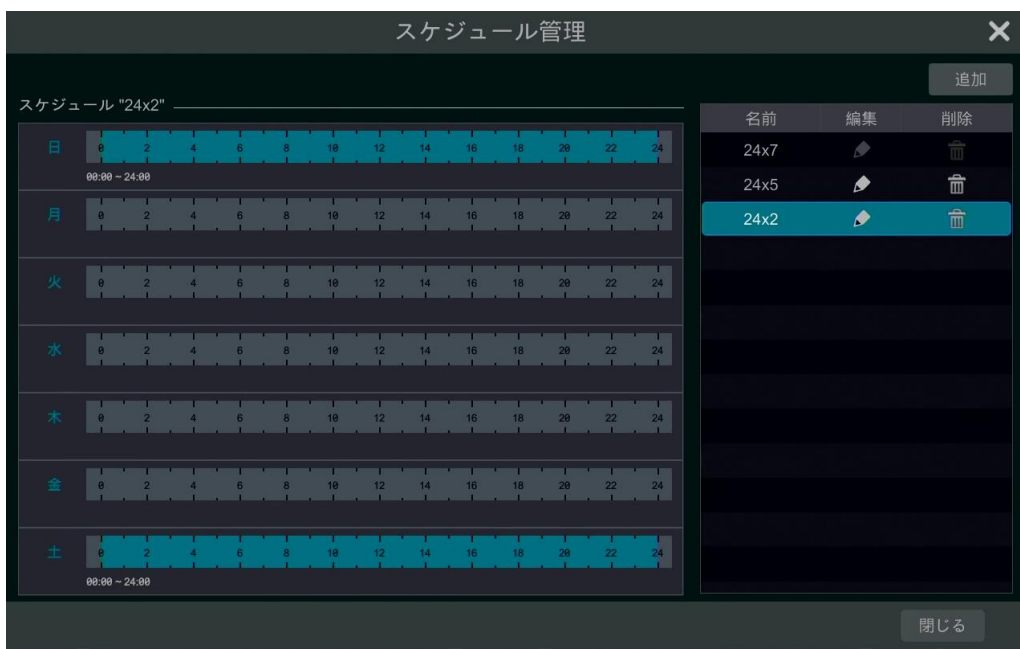 スケジュール管理
追加
スケジュール "24x2"
名前 編集 削除
24x7
24x5
24x2
日 0 2 4 6 8 10 12 14 16 18 20 22 24
00:00 ~ 24:00
月 0 2 4 6 8 10 12 14 16 18 20 22 24
火 0 2 4 6 8 10 12 14 16 18 20 22 24
水 0 2 4 6 8 10 12 14 16 18 20 22 24
木 0 2 4 6 8 10 12 14 16 18 20 22 24
金 0 2 4 6 8 10 12 14 16 18 20 22 24
土 0 2 4 6 8 10 12 14 16 18 20 22 24
00:00 ~ 24:00
閉じる